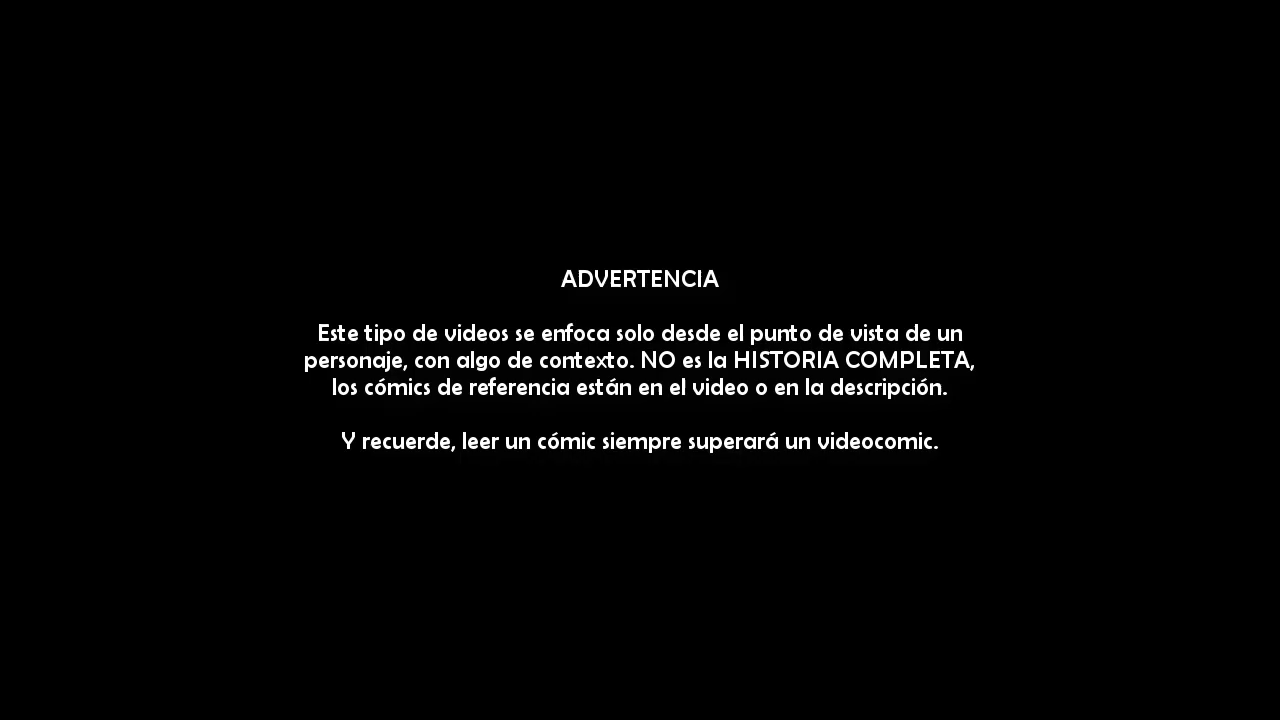 ADVERTENCIA
Este tipo de videos se enfoca solo desde el punto de vista de un
personaje, con algo de contexto. NO es la HISTORIA COMPLETA,
los cómics de referencia están en el video o en la descripción.
Y recuerde, leer un cómic siempre superará un videocomic.